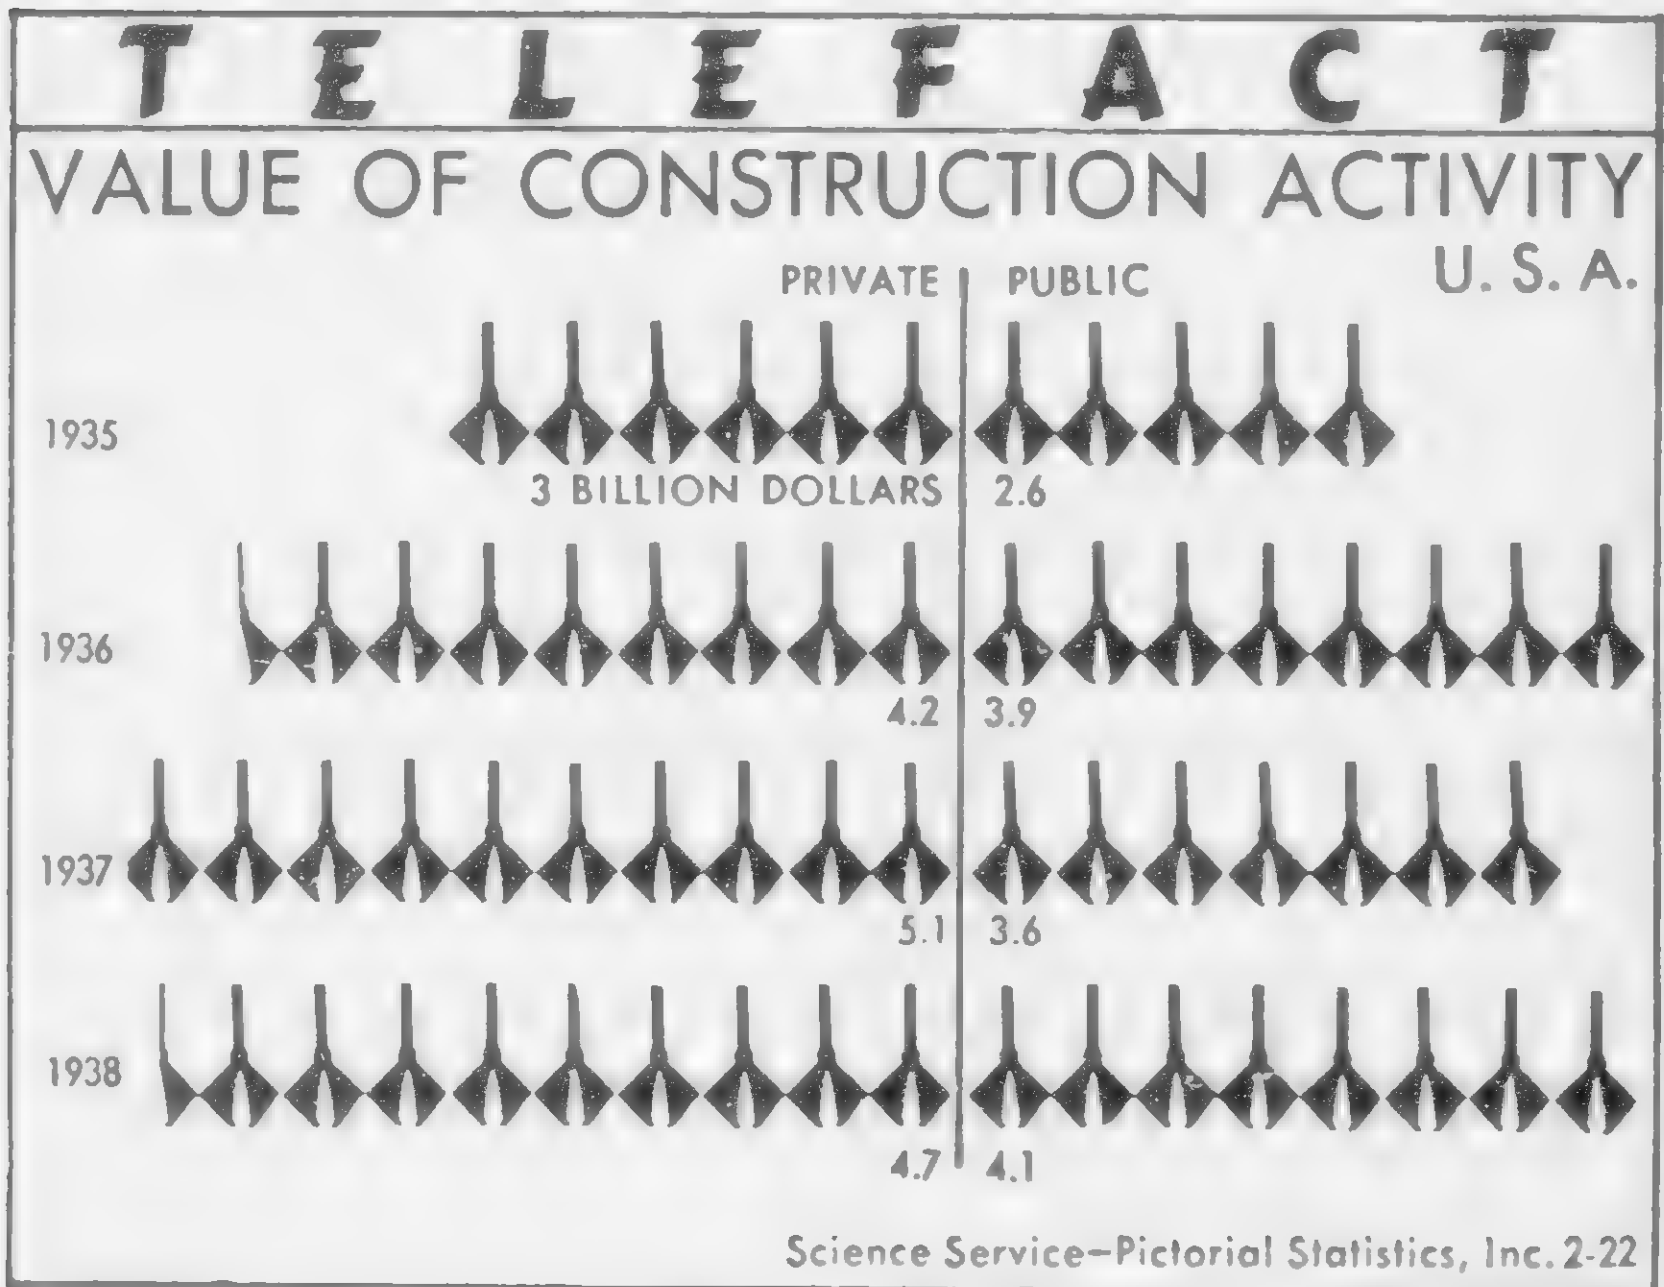 TELEFACT
VALUE OF CONSTRUCTION ACTIVITY
U. S. A.
PRIVATE PUBLIC
1935
3 BILLION DOLLARS 2.6
1936
4.2 3.9
1937
5.1 3.6
1938
4.7 4.1
Science Service–Pictorial Statistics, Inc. 2-22